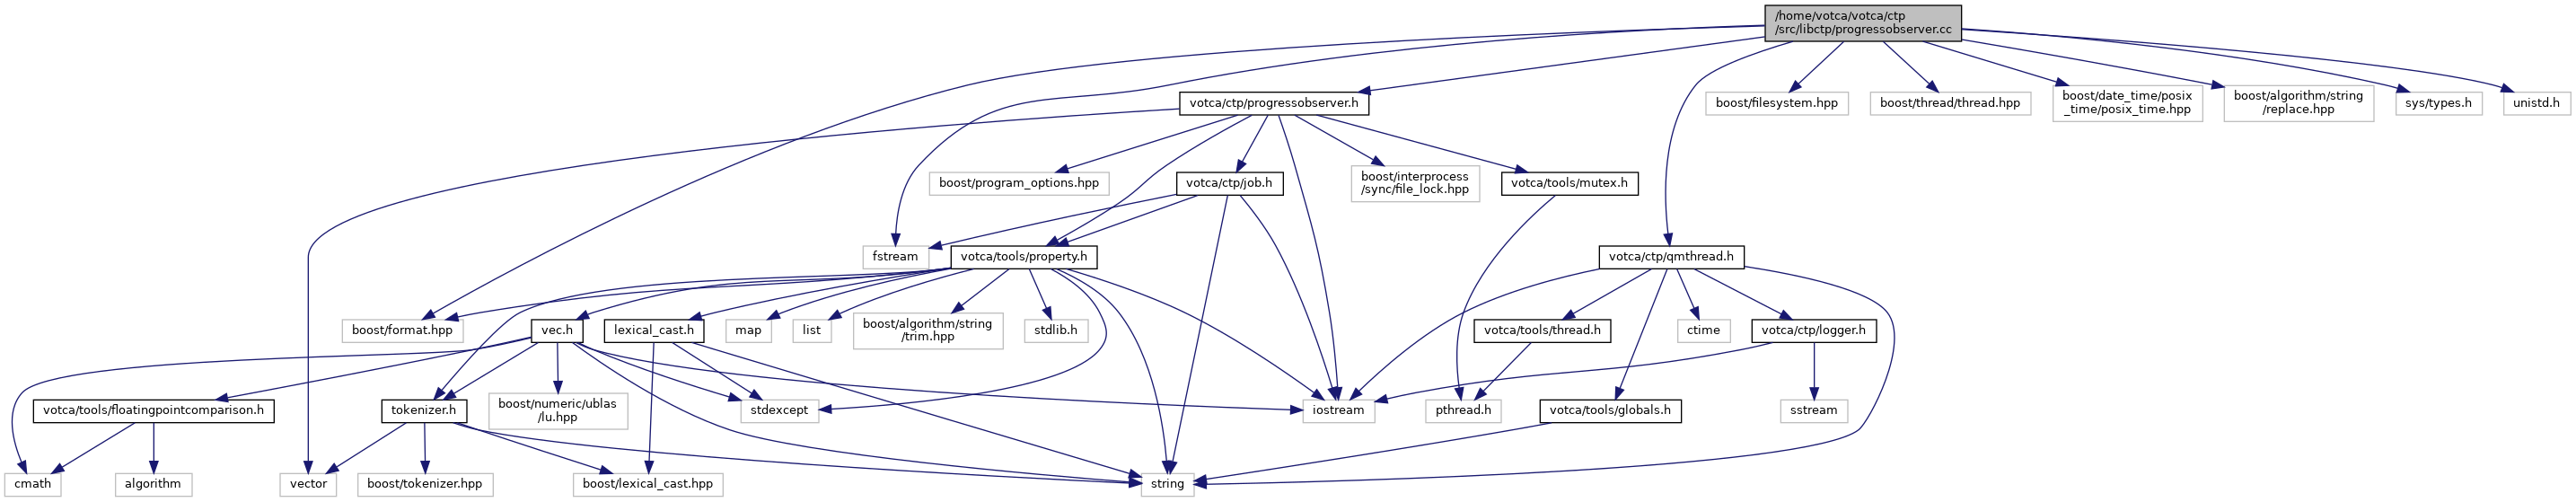 /home/votca/votca/ctp
/src/libctp/progressobserver.cc
votca/ctp/progressobserver.h
boost/filesystem.hpp
boost/thread/thread.hpp
boost/date_time/posix
_time/posix_time.hpp
boost/algorithm/string
/replace.hpp
sys/types.h
unistd.h
boost/program_options.hpp
votca/ctp/job.h
boost/interprocess
/sync/file_lock.hpp
votca/tools/mutex.h
fstream
votca/tools/property.h
votca/ctp/qmthread.h
boost/format.hpp
vec.h
lexical_cast.h
map
list
boost/algorithm/string
/trim.hpp
stdlib.h
votca/tools/thread.h
ctime
votca/ctp/logger.h
votca/tools/floatingpointcomparison.h
tokenizer.h
boost/numeric/ublas
/lu.hpp
stdexcept
iostream
pthread.h
votca/tools/globals.h
sstream
cmath
algorithm
vector
boost/tokenizer.hpp
boost/lexical_cast.hpp
string